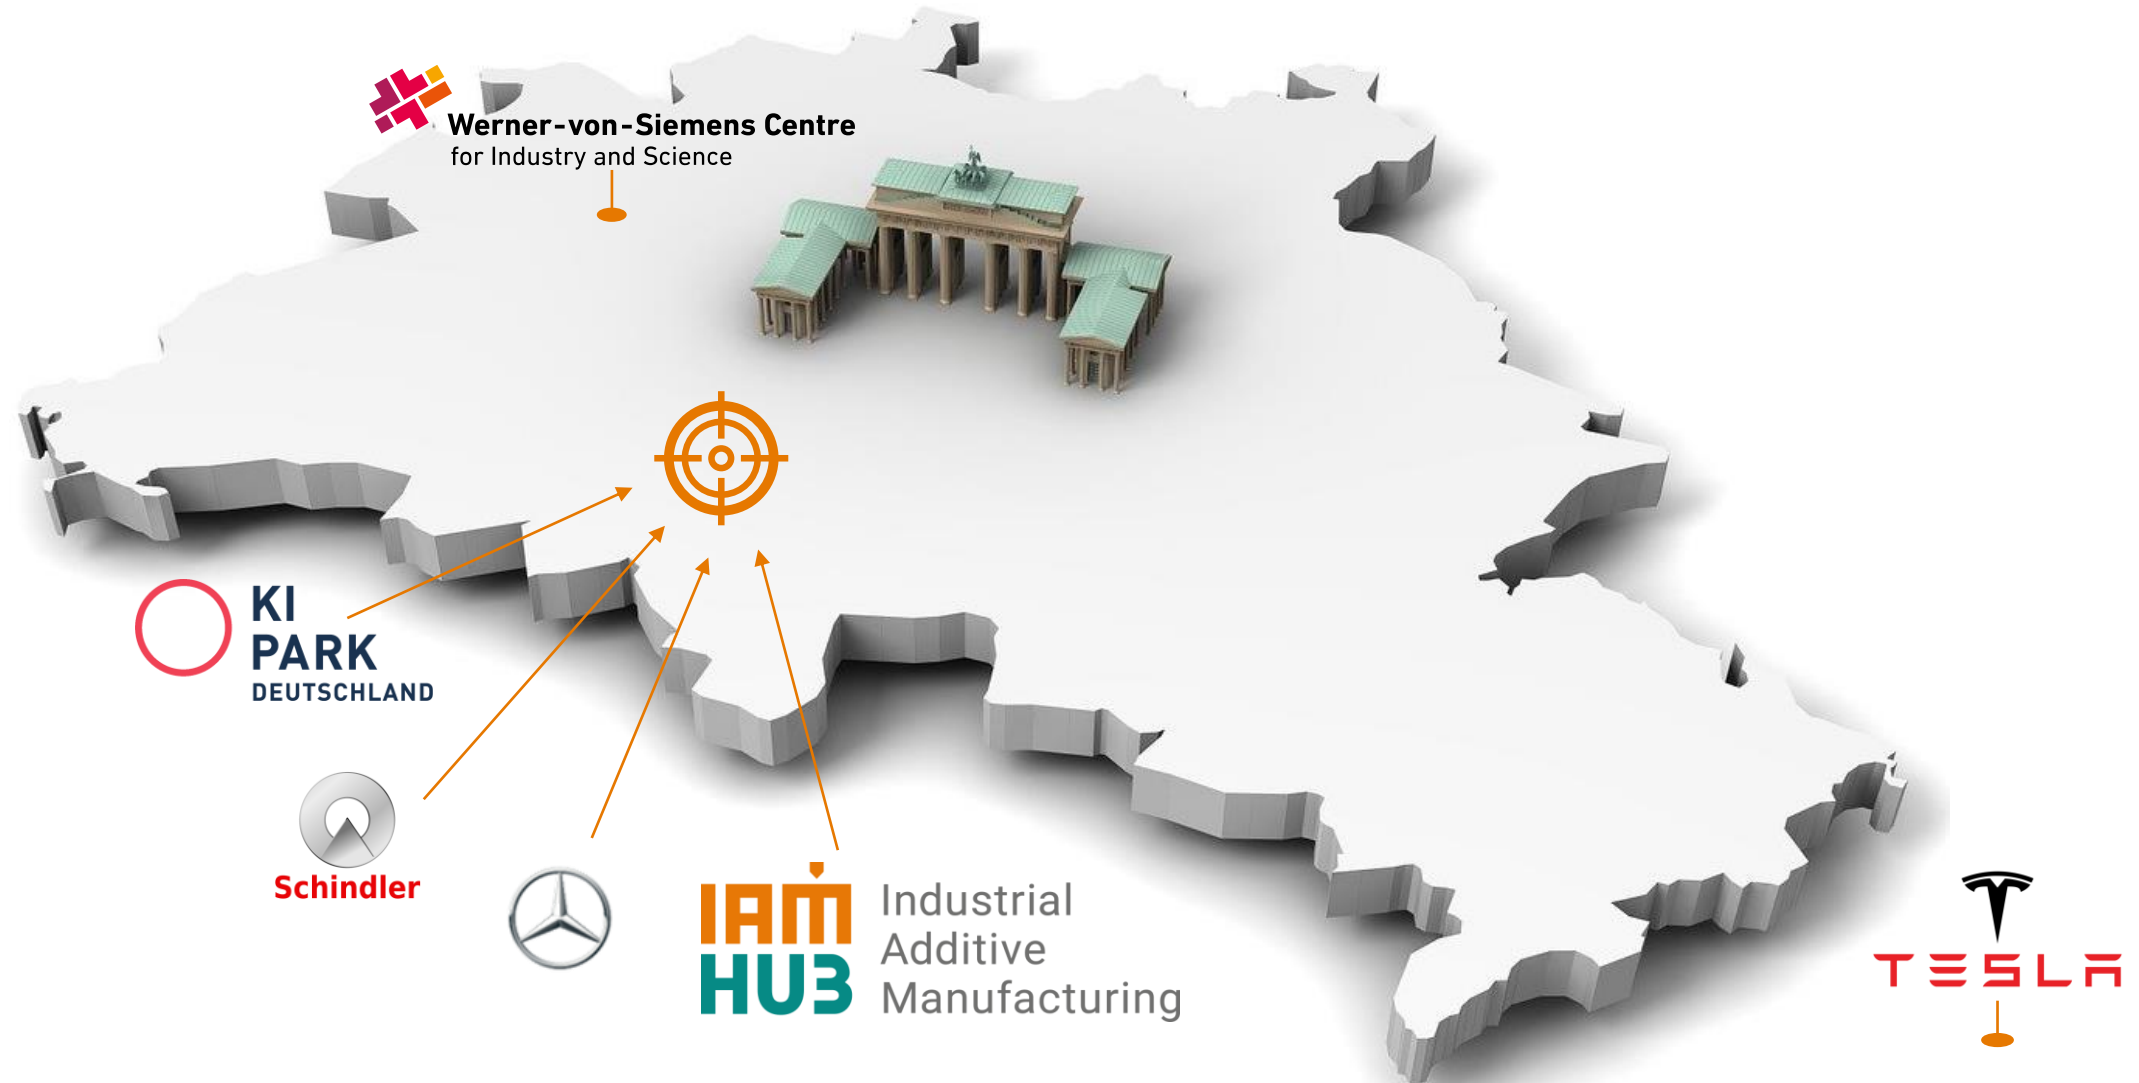 Werner-von-Siemens Centre
for Industry and Science
KI
PARK
DEUTSCHLAND
Schindler
IAM
HUB
Industrial
Additive
Manufacturing
TESLA